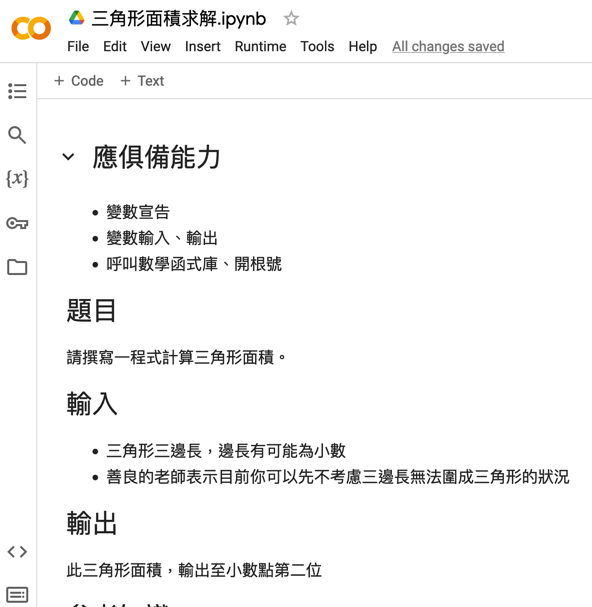 三角形面積求解.ipynb
File Edit View Insert Runtime Tools Help All changes saved
+ Code + Text
應俱備能力
• 變數宣告
• 變數輸入、輸出
• 呼叫數學函式庫、開根號
題目
請撰寫一程式計算三角形面積。
輸入
• 三角形三邊長，邊長有可能為小數
• 善良的老師表示目前你可以先不考慮三邊長無法圍成三角形的狀況
輸出
此三角形面積，輸出至小數點第二位